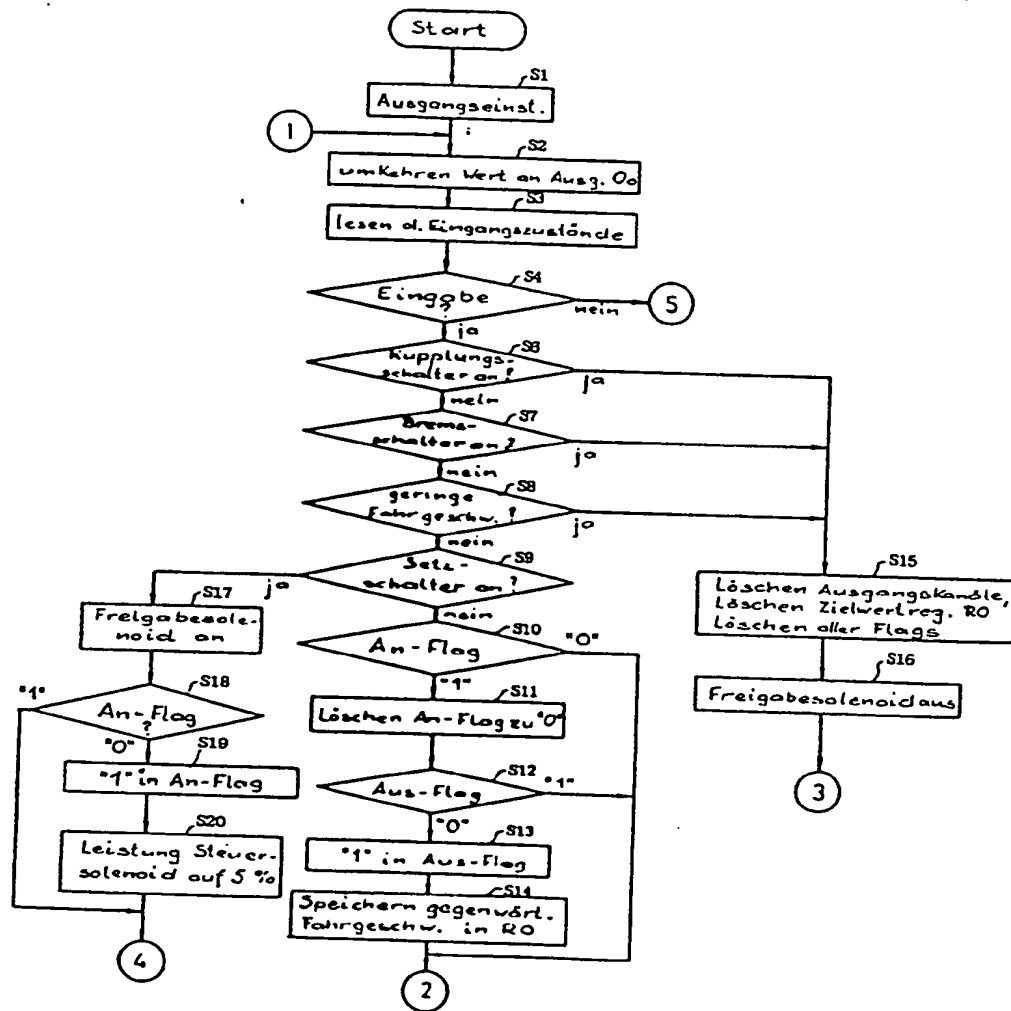 Start
S1
Ausgangseinst.
1
S2
umkehren Wert an Ausg. Oo
S3
lesen d. Eingangszustände
S4
Eingabe
?
nein
5
ja
S6
Kupplungs-
schalter an?
ja
nein
S7
Brems-
schalter an?
ja
nein
S8
geringe
Fahrgeschw.?
ja
nein
S9
Setz-
schalter an?
ja
nein
S17
Freigabesole-
noid an
S10
An-Flag
"0"
"1"
S15
Löschen Ausgangskanäle,
Löschen Zielwertreg. RO
Löschen aller Flags
S16
Freigabesolenoid aus
3
S18
"1"
An-Flag
?
"0"
S11
Löschen An-Flag zu "0"
S19
"1" in An-Flag
S12
Aus-Flag
"1"
"0"
S20
Leistung Steuer-
solenoid auf 5 %
S13
"1" in Aus-Flag
S14
Speichern gegenwärt.
Fahrgeschw. in RO
4
2